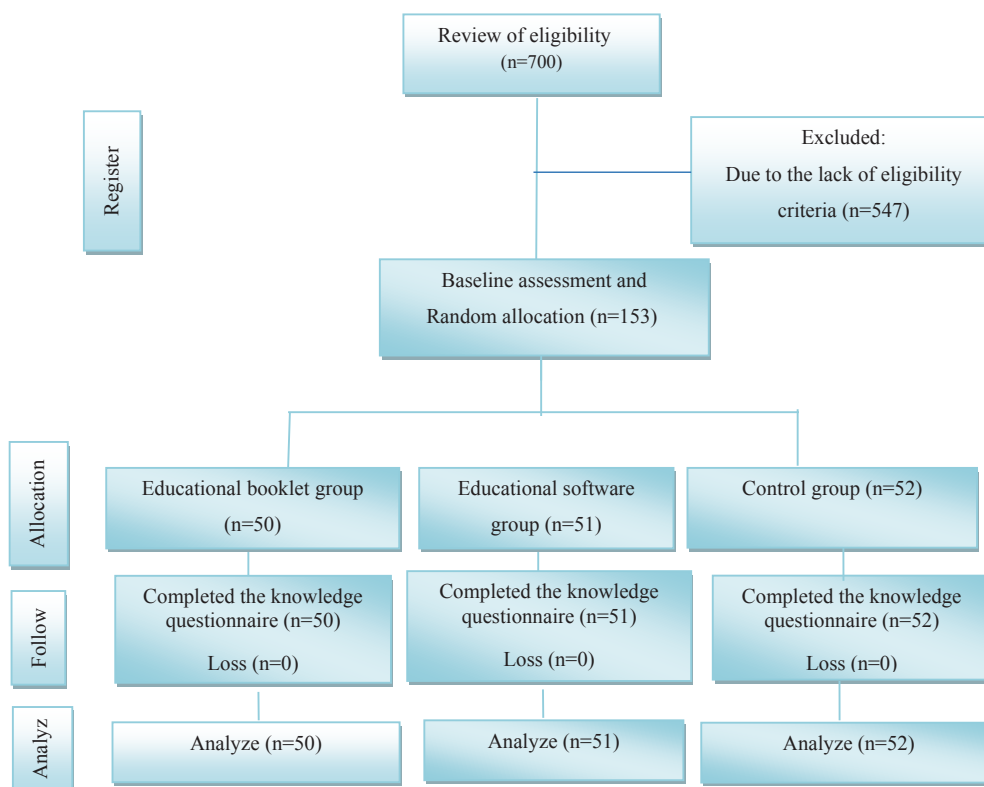 Review of eligibility
(n=700)
Register
Excluded:
Due to the lack of eligibility
criteria (n=547)
Baseline assessment and
Random allocation (n=153)
Allocation
Educational booklet group
(n=50)
Educational software
group (n=51)
Control group (n=52)
Follow
Completed the knowledge
questionnaire (n=50)
Loss (n=0)
Completed the knowledge
questionnaire (n=51)
Loss (n=0)
Completed the knowledge
questionnaire (n=52)
Loss (n=0)
Analyz
Analyze (n=50)
Analyze (n=51)
Analyze (n=52)